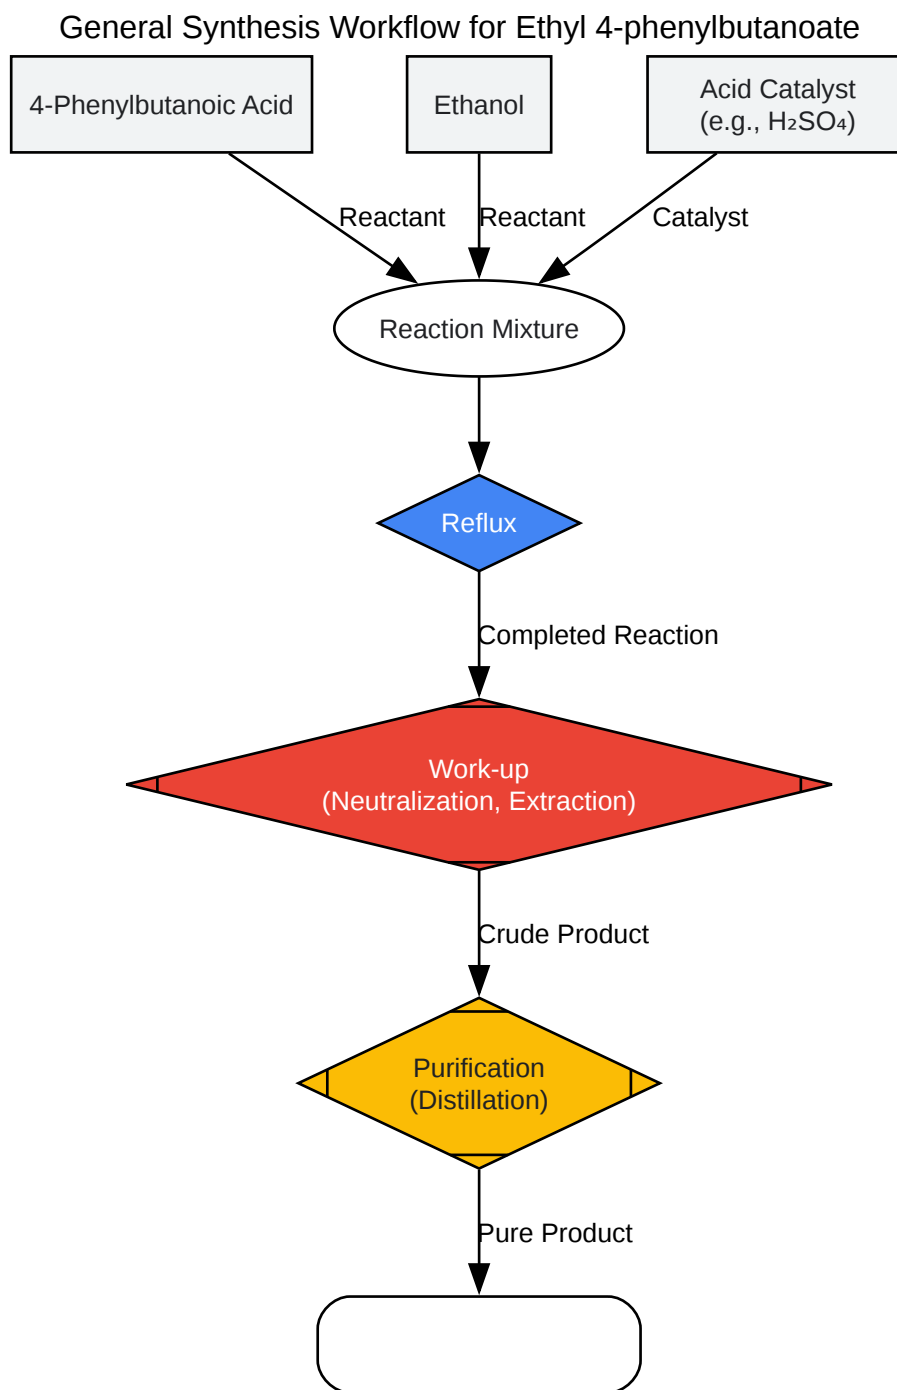 General Synthesis Workflow for Ethyl 4-phenylbutanoate
4-Phenylbutanoic Acid
Ethanol
Acid Catalyst
(e.g., H₂SO₄)
Reactant
Reactant
Catalyst
Reaction Mixture
Reflux
Completed Reaction
Work-up
(Neutralization, Extraction)
Crude Product
Purification
(Distillation)
Pure Product